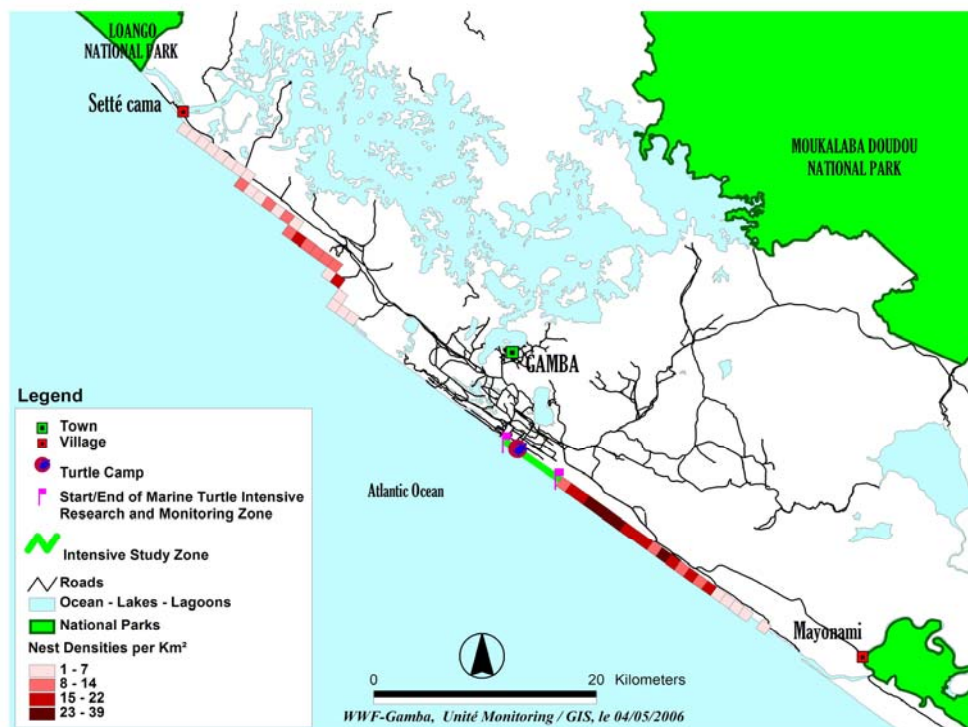 LOANGO
NATIONAL PARK
Setté cama
MOUKALABA DOUDOU
NATIONAL PARK
GAMBA
Atlantic Ocean
Mayonami
Legend
Town
Village
Turtle Camp
Start/End of Marine Turtle Intensive
Research and Monitoring Zone
Intensive Study Zone
Roads
Ocean - Lakes - Lagoons
National Parks
Nest Densities per Km²
1 - 7
8 - 14
15 - 22
23 - 39
0 20 Kilometers
WWF-Gamba, Unité Monitoring / GIS, le 04/05/2006